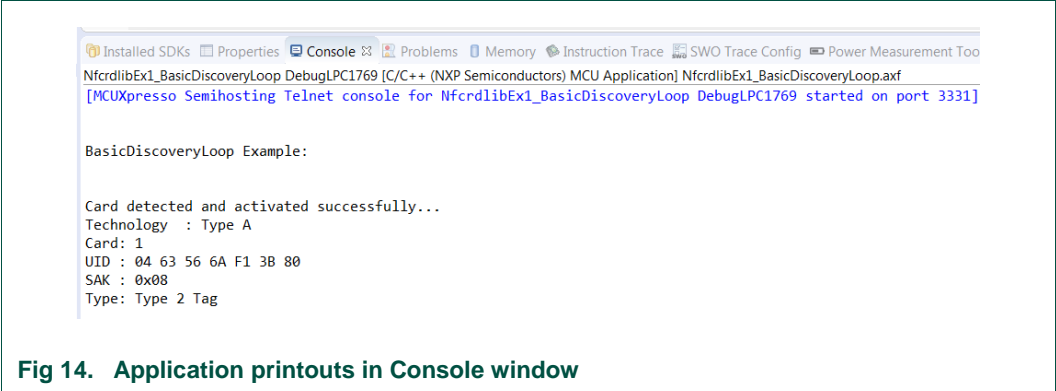 Installed SDKs Properties Console Problems Memory Instruction Trace SWO Trace Config Power Measurement Too
NfcrdlibEx1_BasicDiscoveryLoop DebugLPC1769 [C/C++ (NXP Semiconductors) MCU Application] NfcrdlibEx1_BasicDiscoveryLoop.axf
[MCUXpresso Semihosting Telnet console for NfcrdlibEx1_BasicDiscoveryLoop DebugLPC1769 started on port 3331]
BasicDiscoveryLoop Example:
Card detected and activated successfully...
Technology  : Type A
Card: 1
UID : 04 63 56 6A F1 3B 80
SAK : 0x08
Type: Type 2 Tag
Fig 14. Application printouts in Console window